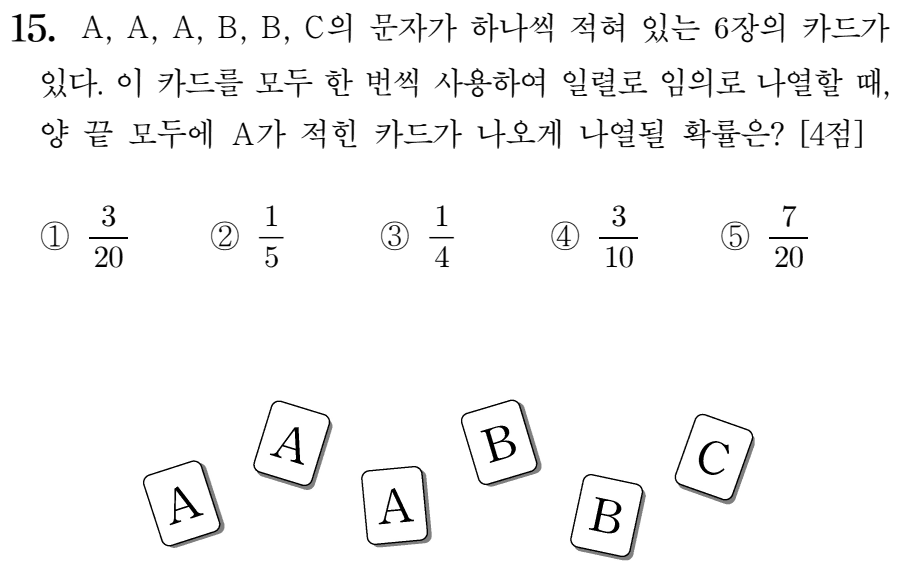 15. A, A, A, B, B, C의 문자가 하나씩 적혀 있는 6장의 카드가
있다. 이 카드를 모두 한 번씩 사용하여 일렬로 임의로 나열할 때,
양 끝 모두에 A가 적힌 카드가 나오게 나열될 확률은? [4점]
① 3/20 ② 1/5 ③ 1/4 ④ 3/10 ⑤ 7/20
A A A B B C